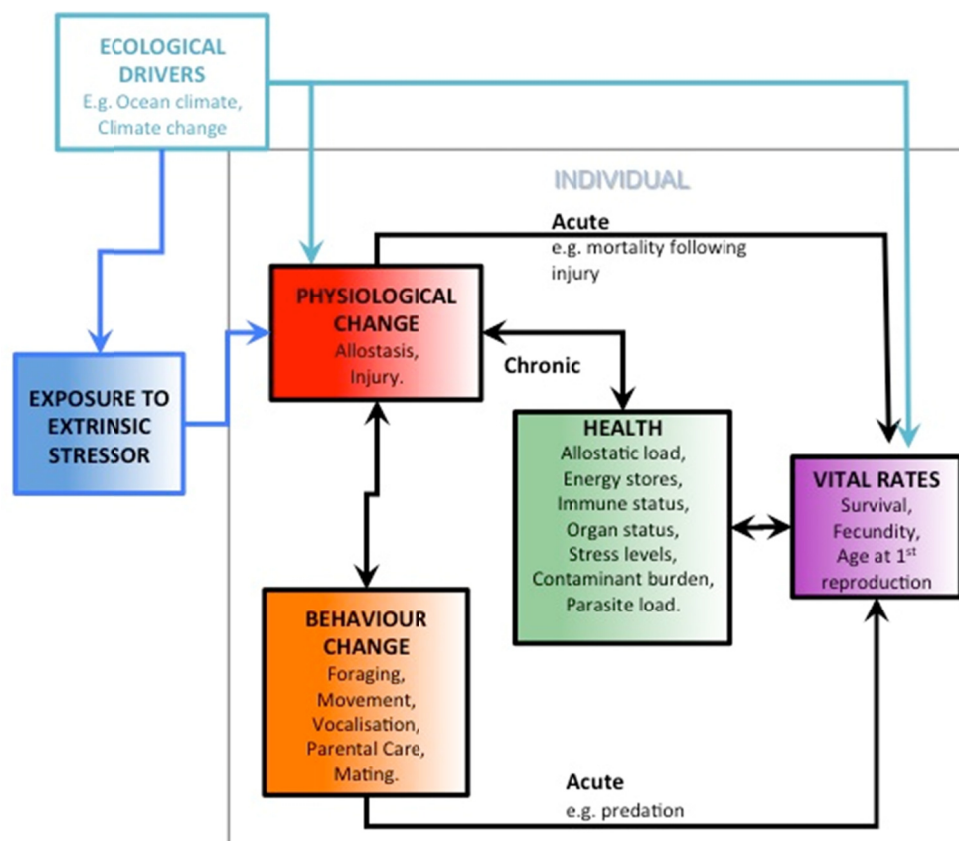 ECOLOGICAL
DRIVERS
E.g. Ocean climate,
Climate change
INDIVIDUAL
Acute
e.g. mortality following
injury
PHYSIOLOGICAL
CHANGE
Allostasis,
Injury.
Chronic
EXPOSURE TO
EXTRINSIC
STRESSOR
HEALTH
Allostatic load,
Energy stores,
Immune status,
Organ status,
Stress levels,
Contaminant burden,
Parasite load.
VITAL RATES
Survival,
Fecundity,
Age at 1st
reproduction
BEHAVIOUR
CHANGE
Foraging,
Movement,
Vocalisation,
Parental Care,
Mating.
Acute
e.g. predation